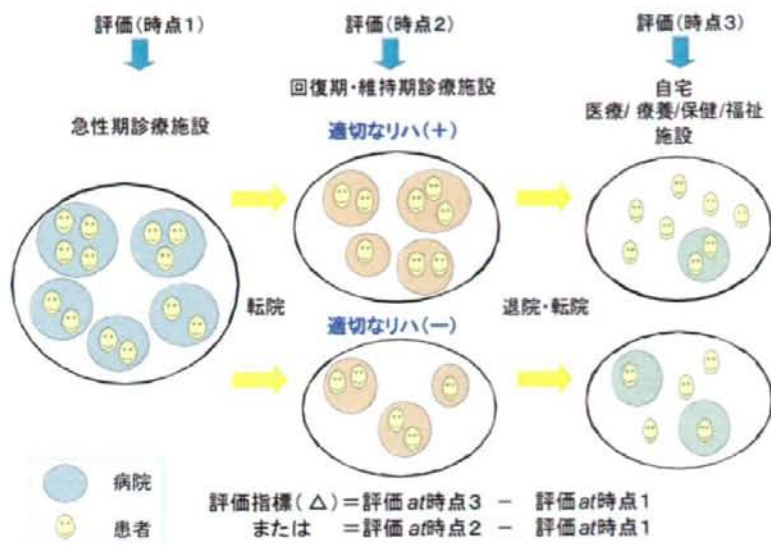 評価(時点1)
評価(時点2)
評価(時点3)
急性期診療施設
回復期・維持期診療施設
自宅
医療/ 療養/保健/福祉
施設
適切なリハ(+)
転院
適切なリハ(-)
退院・転院
病院
患者
評価指標(△)=評価at時点3 - 評価at時点1
または =評価at時点2 - 評価at時点1